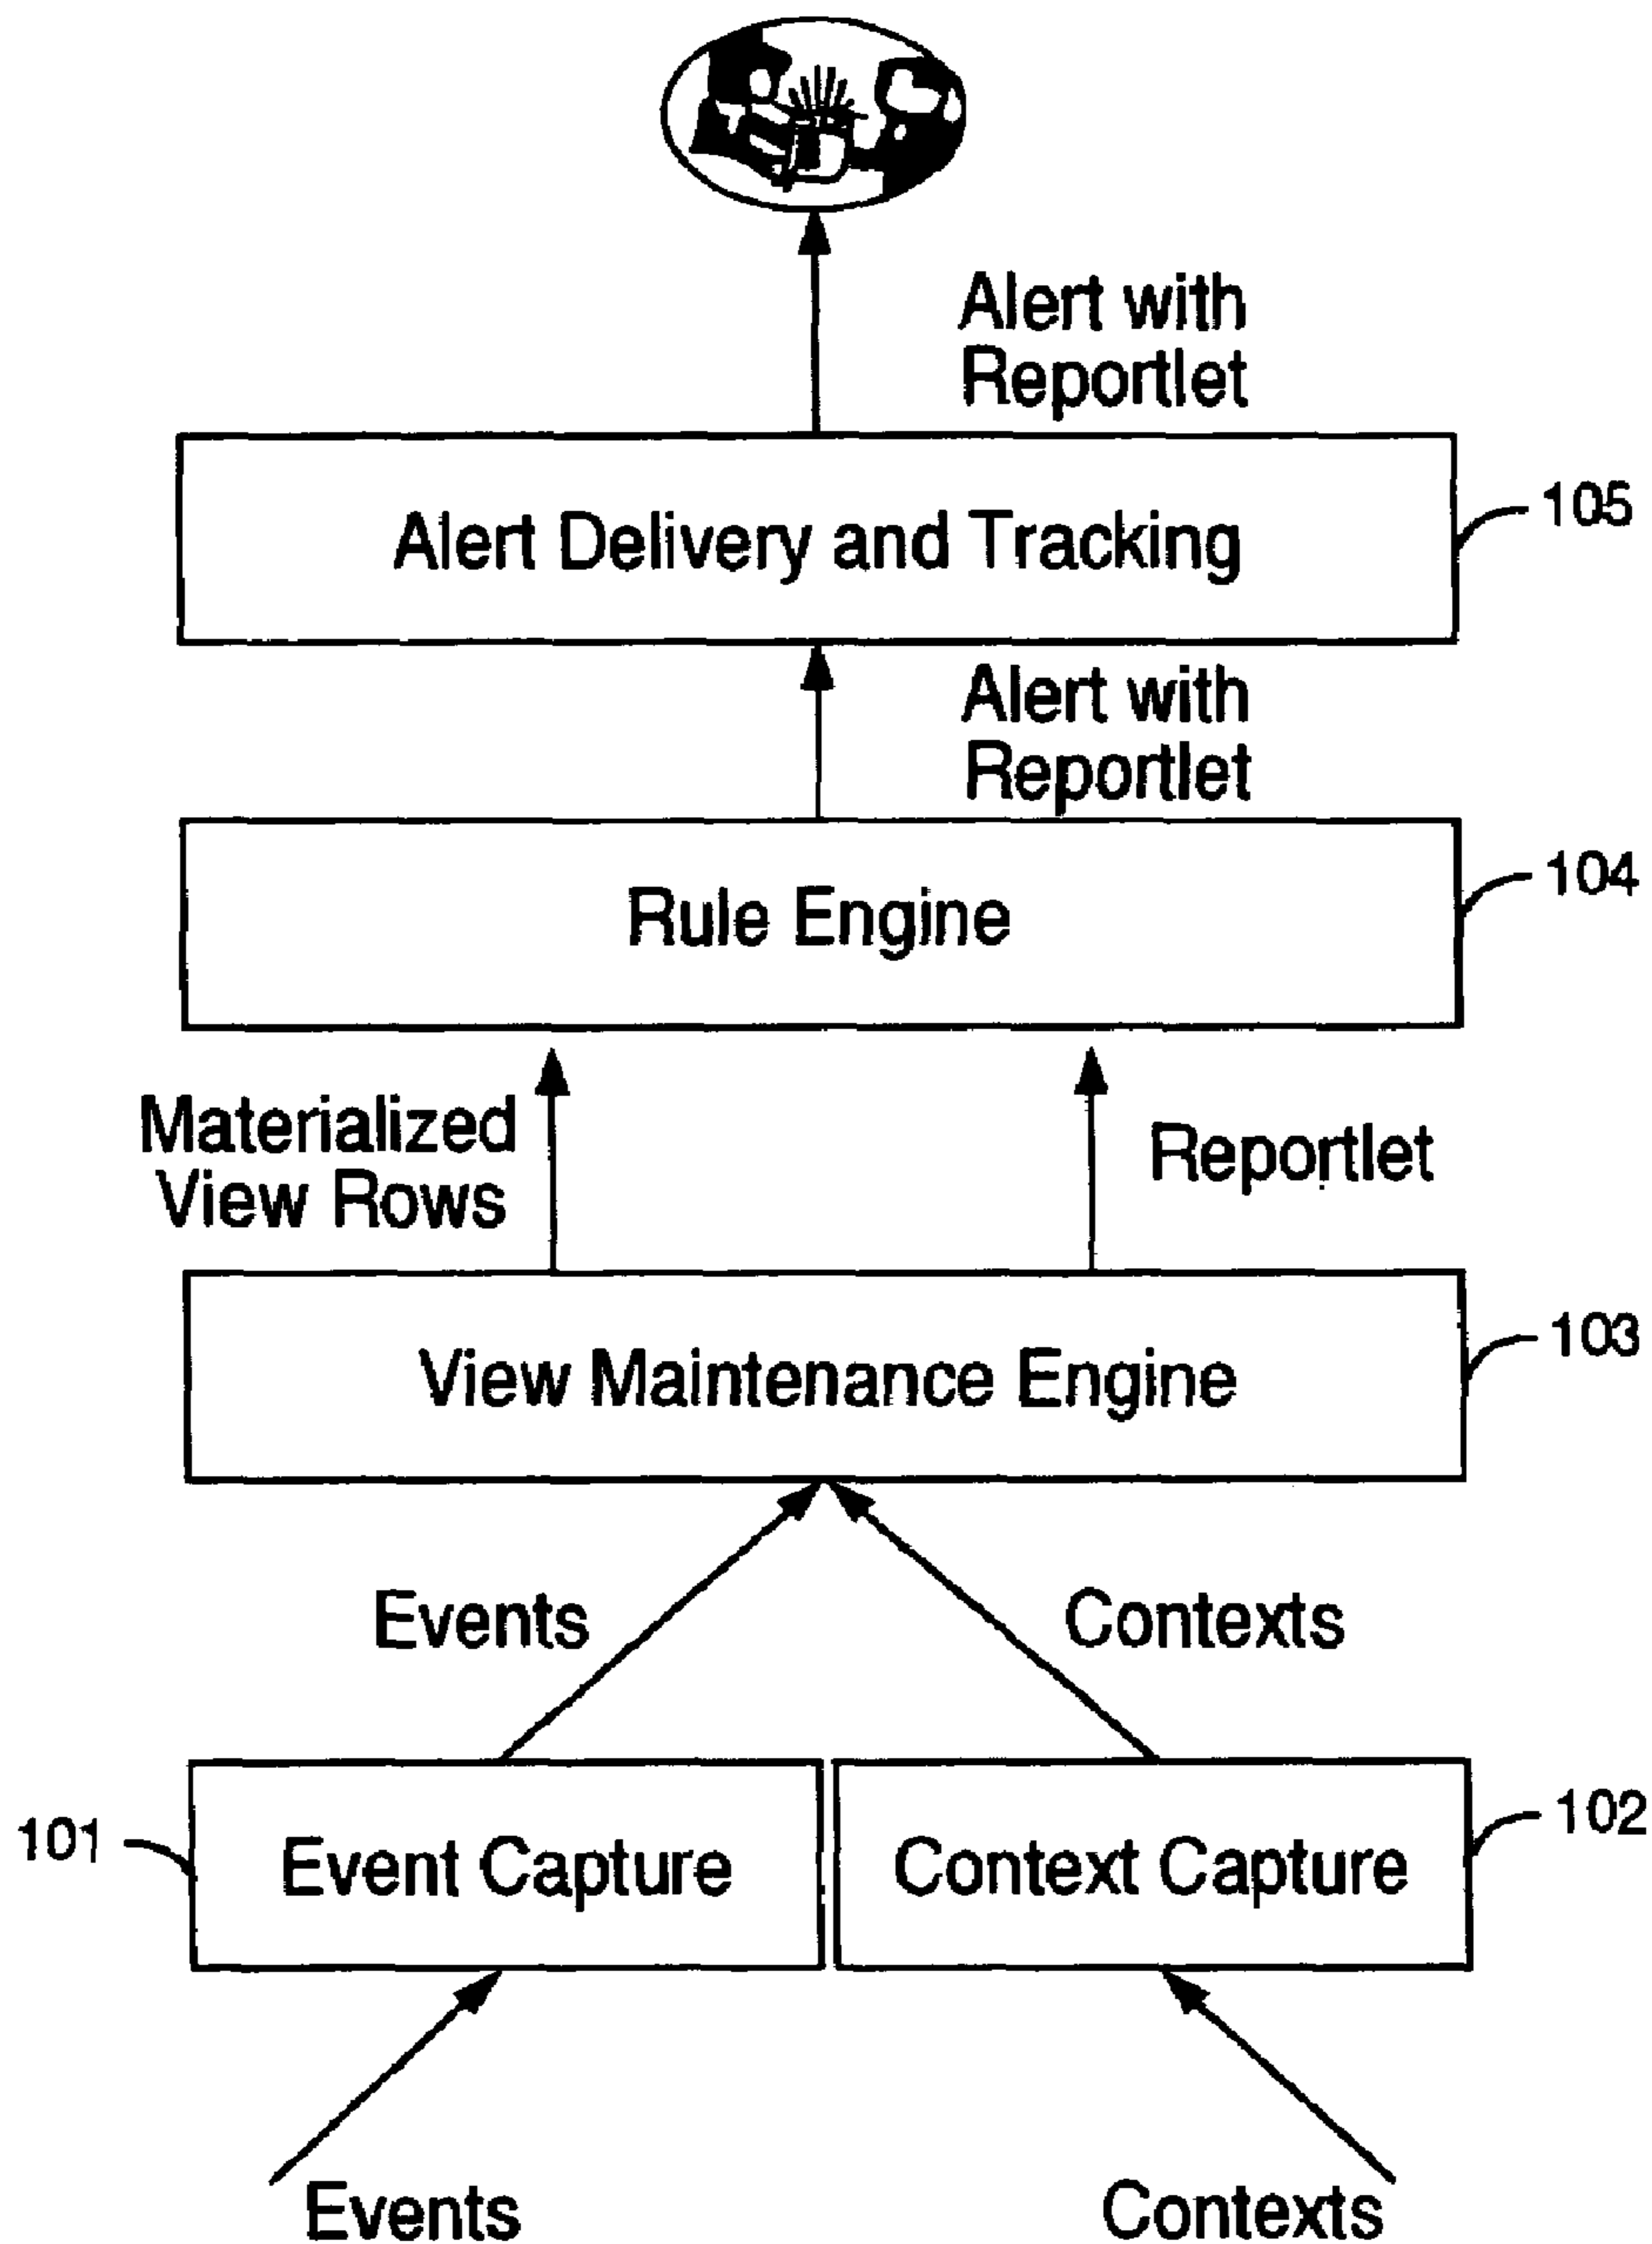 Alert with
Reportlet
Alert Delivery and Tracking
105
Alert with
Reportlet
Rule Engine
104
Materialized
View Rows
Reportlet
View Maintenance Engine
103
Events
Contexts
101
Event Capture
Context Capture
102
Events
Contexts